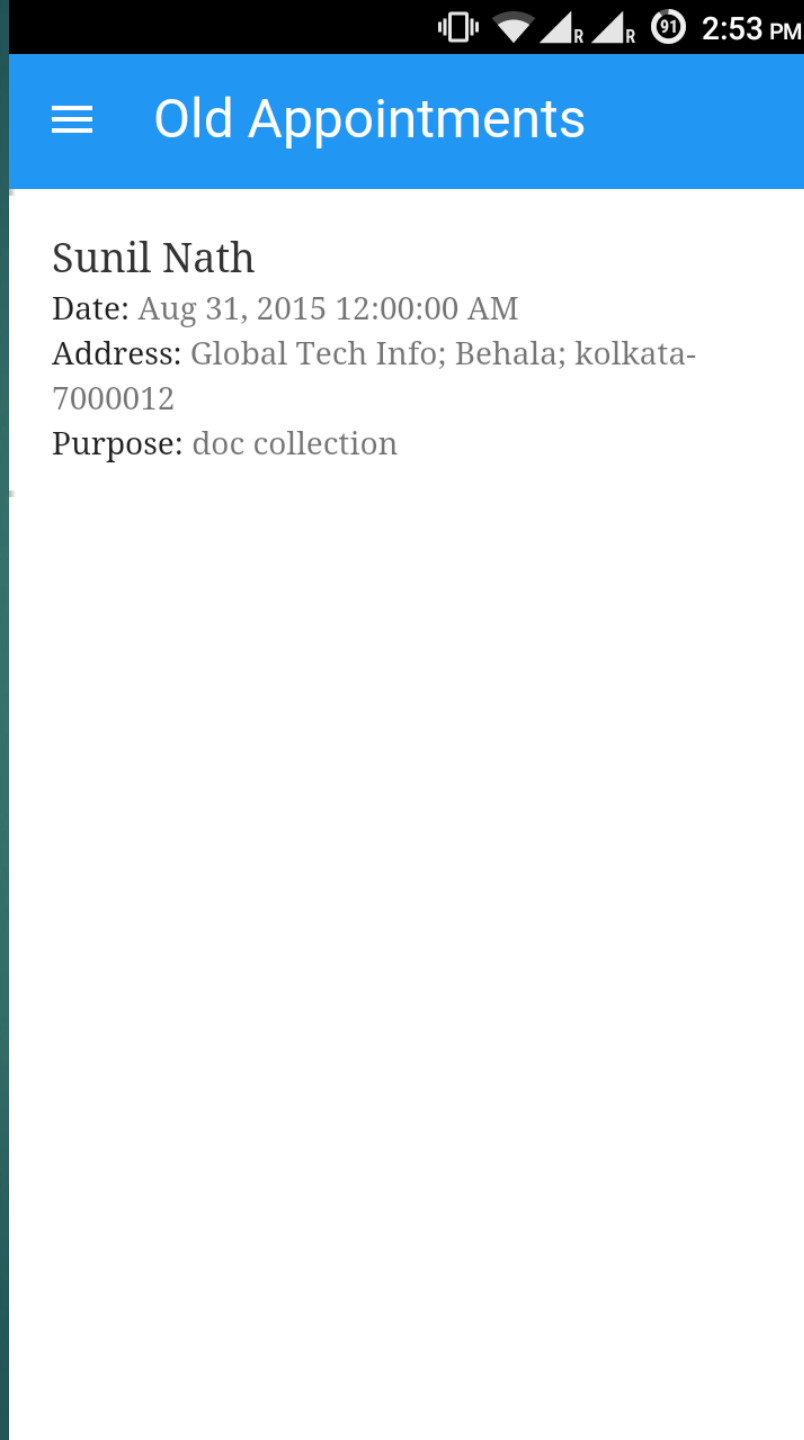 R R 91 2:53 PM
Old Appointments
Sunil Nath
Date: Aug 31, 2015 12:00:00 AM
Address: Global Tech Info; Behala; kolkata-
7000012
Purpose: doc collection